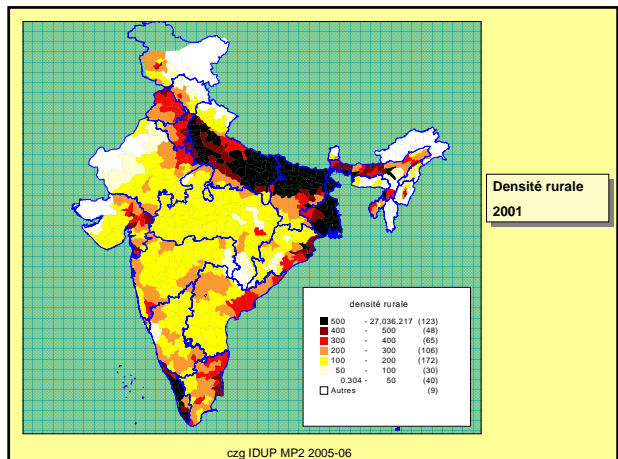 Densité rurale
2001
densité rurale
500 - 27,036.217 (123)
400 - 500 (48)
300 - 400 (65)
200 - 300 (106)
100 - 200 (172)
50 - 100 (30)
0.304 - 50 (40)
Autres (9)
czg IDUP MP2 2005-06